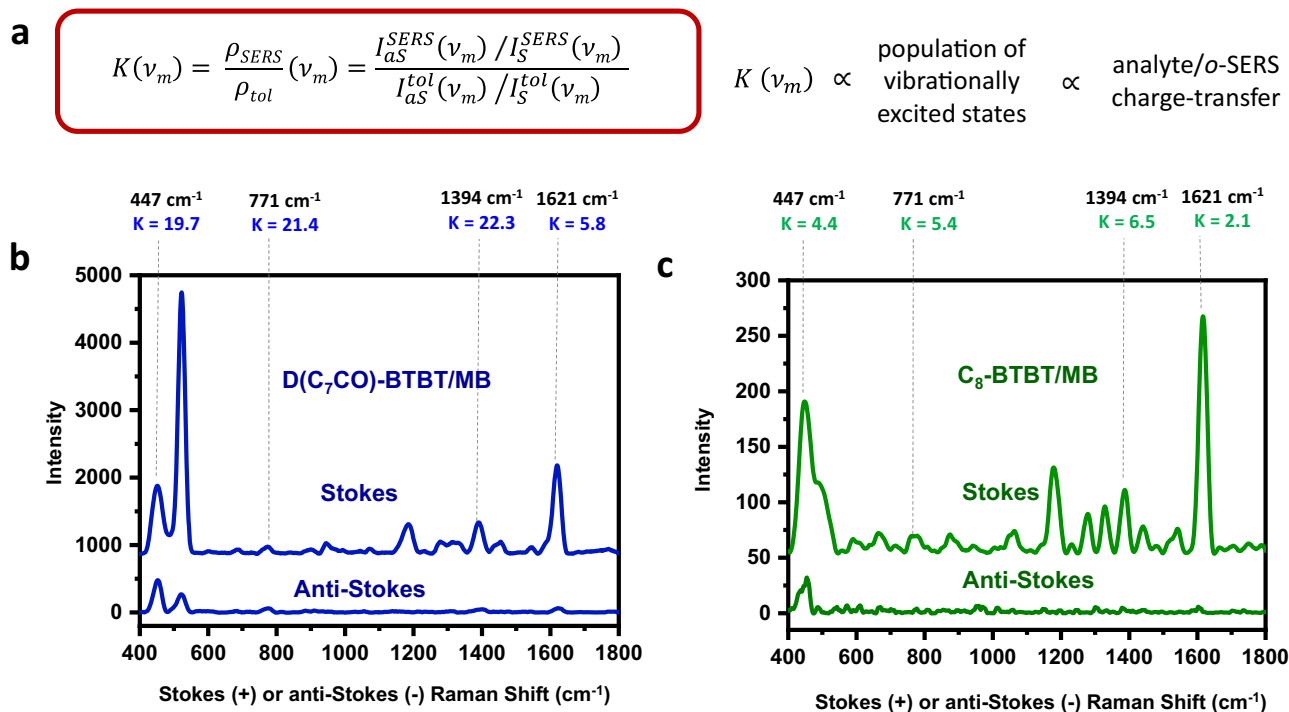 a
K(ν_m) = ρ_SERS/ρ_tol (ν_m) = I_aS^SERS(ν_m) /I_S^SERS(ν_m) / I_aS^tol(ν_m) /I_S^tol(ν_m)
K (ν_m) ∝ population of vibrationally excited states ∝ analyte/o-SERS charge-transfer
447 cm⁻¹ 771 cm⁻¹ 1394 cm⁻¹ 1621 cm⁻¹
K = 19.7 K = 21.4 K = 22.3 K = 5.8
b
5000
4000
3000
2000
1000
0
Intensity
D(C₇CO)-BTBT/MB
Stokes
Anti-Stokes
400 600 800 1000 1200 1400 1600 1800
Stokes (+) or anti-Stokes (-) Raman Shift (cm⁻¹)
447 cm⁻¹ 771 cm⁻¹ 1394 cm⁻¹ 1621 cm⁻¹
K = 4.4 K = 5.4 K = 6.5 K = 2.1
c
300
250
200
150
100
50
0
Intensity
C₈-BTBT/MB
Stokes
Anti-Stokes
400 600 800 1000 1200 1400 1600 1800
Stokes (+) or anti-Stokes (-) Raman Shift (cm⁻¹)